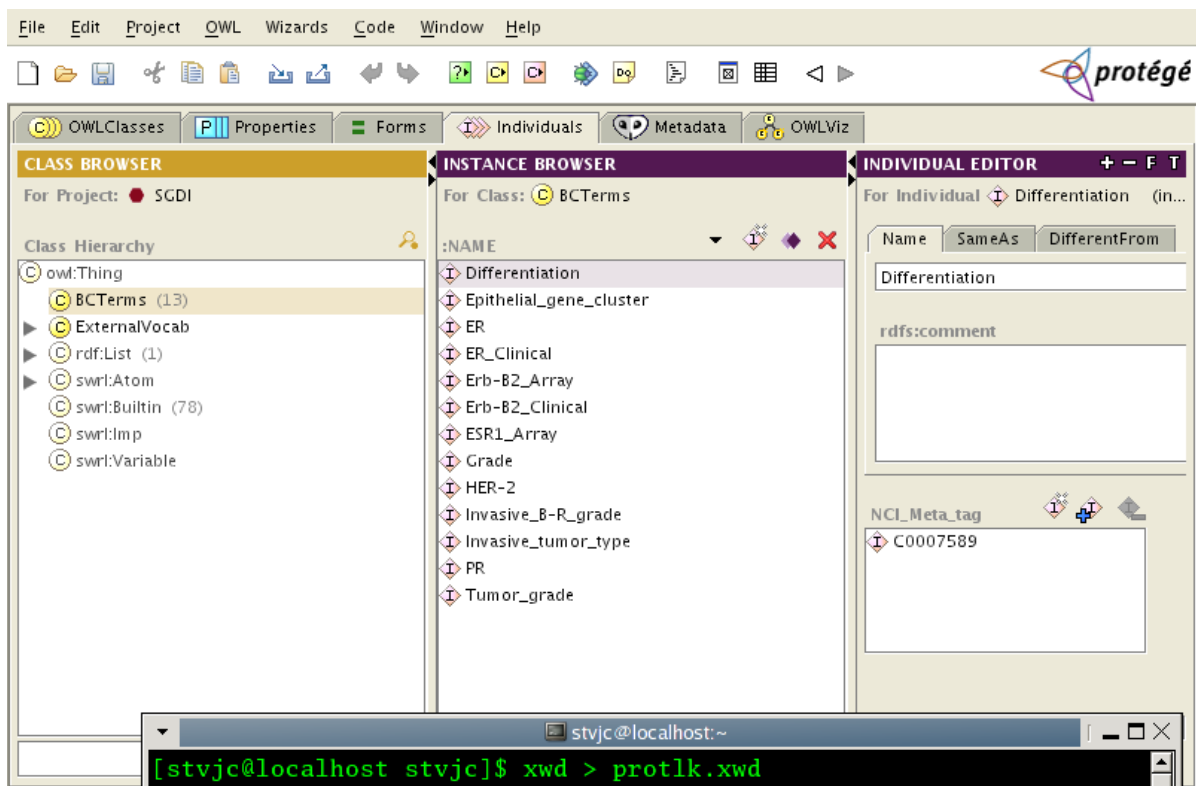 File Edit Project OWL Wizards Code Window Help
protégé
OWLClasses Properties Forms Individuals Metadata OWLViz
CLASS BROWSER
For Project: SGDI
Class Hierarchy
owl:Thing
BCTerms (13)
ExternalVocab
rdf:List (1)
swrl:Atom
swrl:Builtin (78)
swrl:Imp
swrl:Variable
INSTANCE BROWSER
For Class: BCTerms
:NAME
Differentiation
Epithelial_gene_cluster
ER
ER_Clinical
Erb-B2_Array
Erb-B2_Clinical
ESR1_Array
Grade
HER-2
Invasive_B-R_grade
Invasive_tumor_type
PR
Tumor_grade
INDIVIDUAL EDITOR + − F T
For Individual Differentiation (in...
Name SameAs DifferentFrom
Differentiation
rdfs:comment
NCI_Meta_tag
C0007589
stvjc@localhost:~
[stvjc@localhost stvjc]$ xwd > protlk.xwd